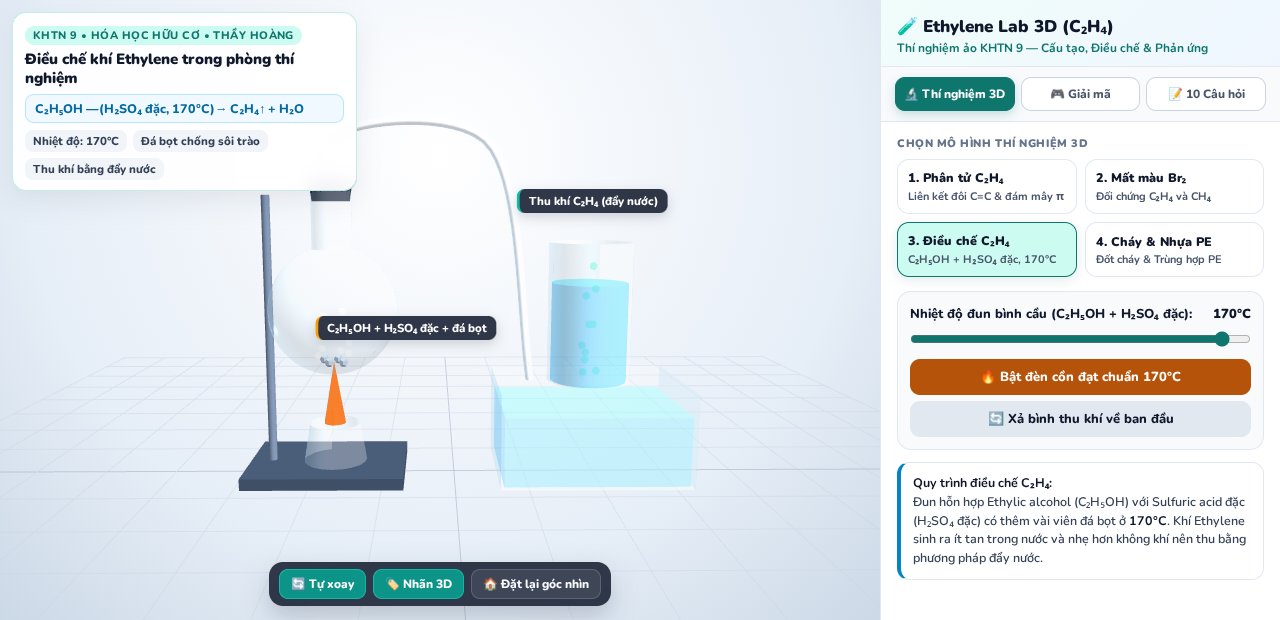 KHTN 9 • HÓA HỌC HỮU CƠ • THẦY HOÀNG
Điều chế khí Ethylene trong phòng thí
nghiệm
C₂H₅OH —(H₂SO₄ đặc, 170°C)→ C₂H₄↑ + H₂O
Nhiệt độ: 170°C
Đá bọt chống sôi trào
Thu khí bằng đẩy nước
Thu khí C₂H₄ (đẩy nước)
C₂H₅OH + H₂SO₄ đặc + đá bọt
🔄 Tự xoay
🏷️ Nhãn 3D
🏠 Đặt lại góc nhìn
🧪 Ethylene Lab 3D (C₂H₄)
Thí nghiệm ảo KHTN 9 — Cấu tạo, Điều chế & Phản ứng
🔬 Thí nghiệm 3D
🎮 Giải mã
📝 10 Câu hỏi
CHỌN MÔ HÌNH THÍ NGHIỆM 3D
1. Phân tử C₂H₄
Liên kết đôi C=C & đám mây π
2. Mất màu Br₂
Đối chứng C₂H₄ và CH₄
3. Điều chế C₂H₄
C₂H₅OH + H₂SO₄ đặc, 170°C
4. Cháy & Nhựa PE
Đốt cháy & Trùng hợp PE
Nhiệt độ đun bình cầu (C₂H₅OH + H₂SO₄ đặc): 170°C
🔥 Bật đèn cồn đạt chuẩn 170°C
🔄 Xả bình thu khí về ban đầu
Quy trình điều chế C₂H₄:
Đun hỗn hợp Ethylic alcohol (C₂H₅OH) với Sulfuric acid đặc
(H₂SO₄ đặc) có thêm vài viên đá bọt ở 170°C. Khí Ethylene
sinh ra ít tan trong nước và nhẹ hơn không khí nên thu bằng
phương pháp đẩy nước.